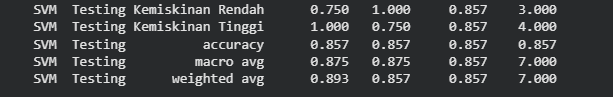 SVM Testing Kemiskinan Rendah 0.750 1.000 0.857 3.000
SVM Testing Kemiskinan Tinggi 1.000 0.750 0.857 4.000
SVM Testing accuracy 0.857 0.857 0.857 0.857
SVM Testing macro avg 0.875 0.875 0.857 7.000
SVM Testing weighted avg 0.893 0.857 0.857 7.000